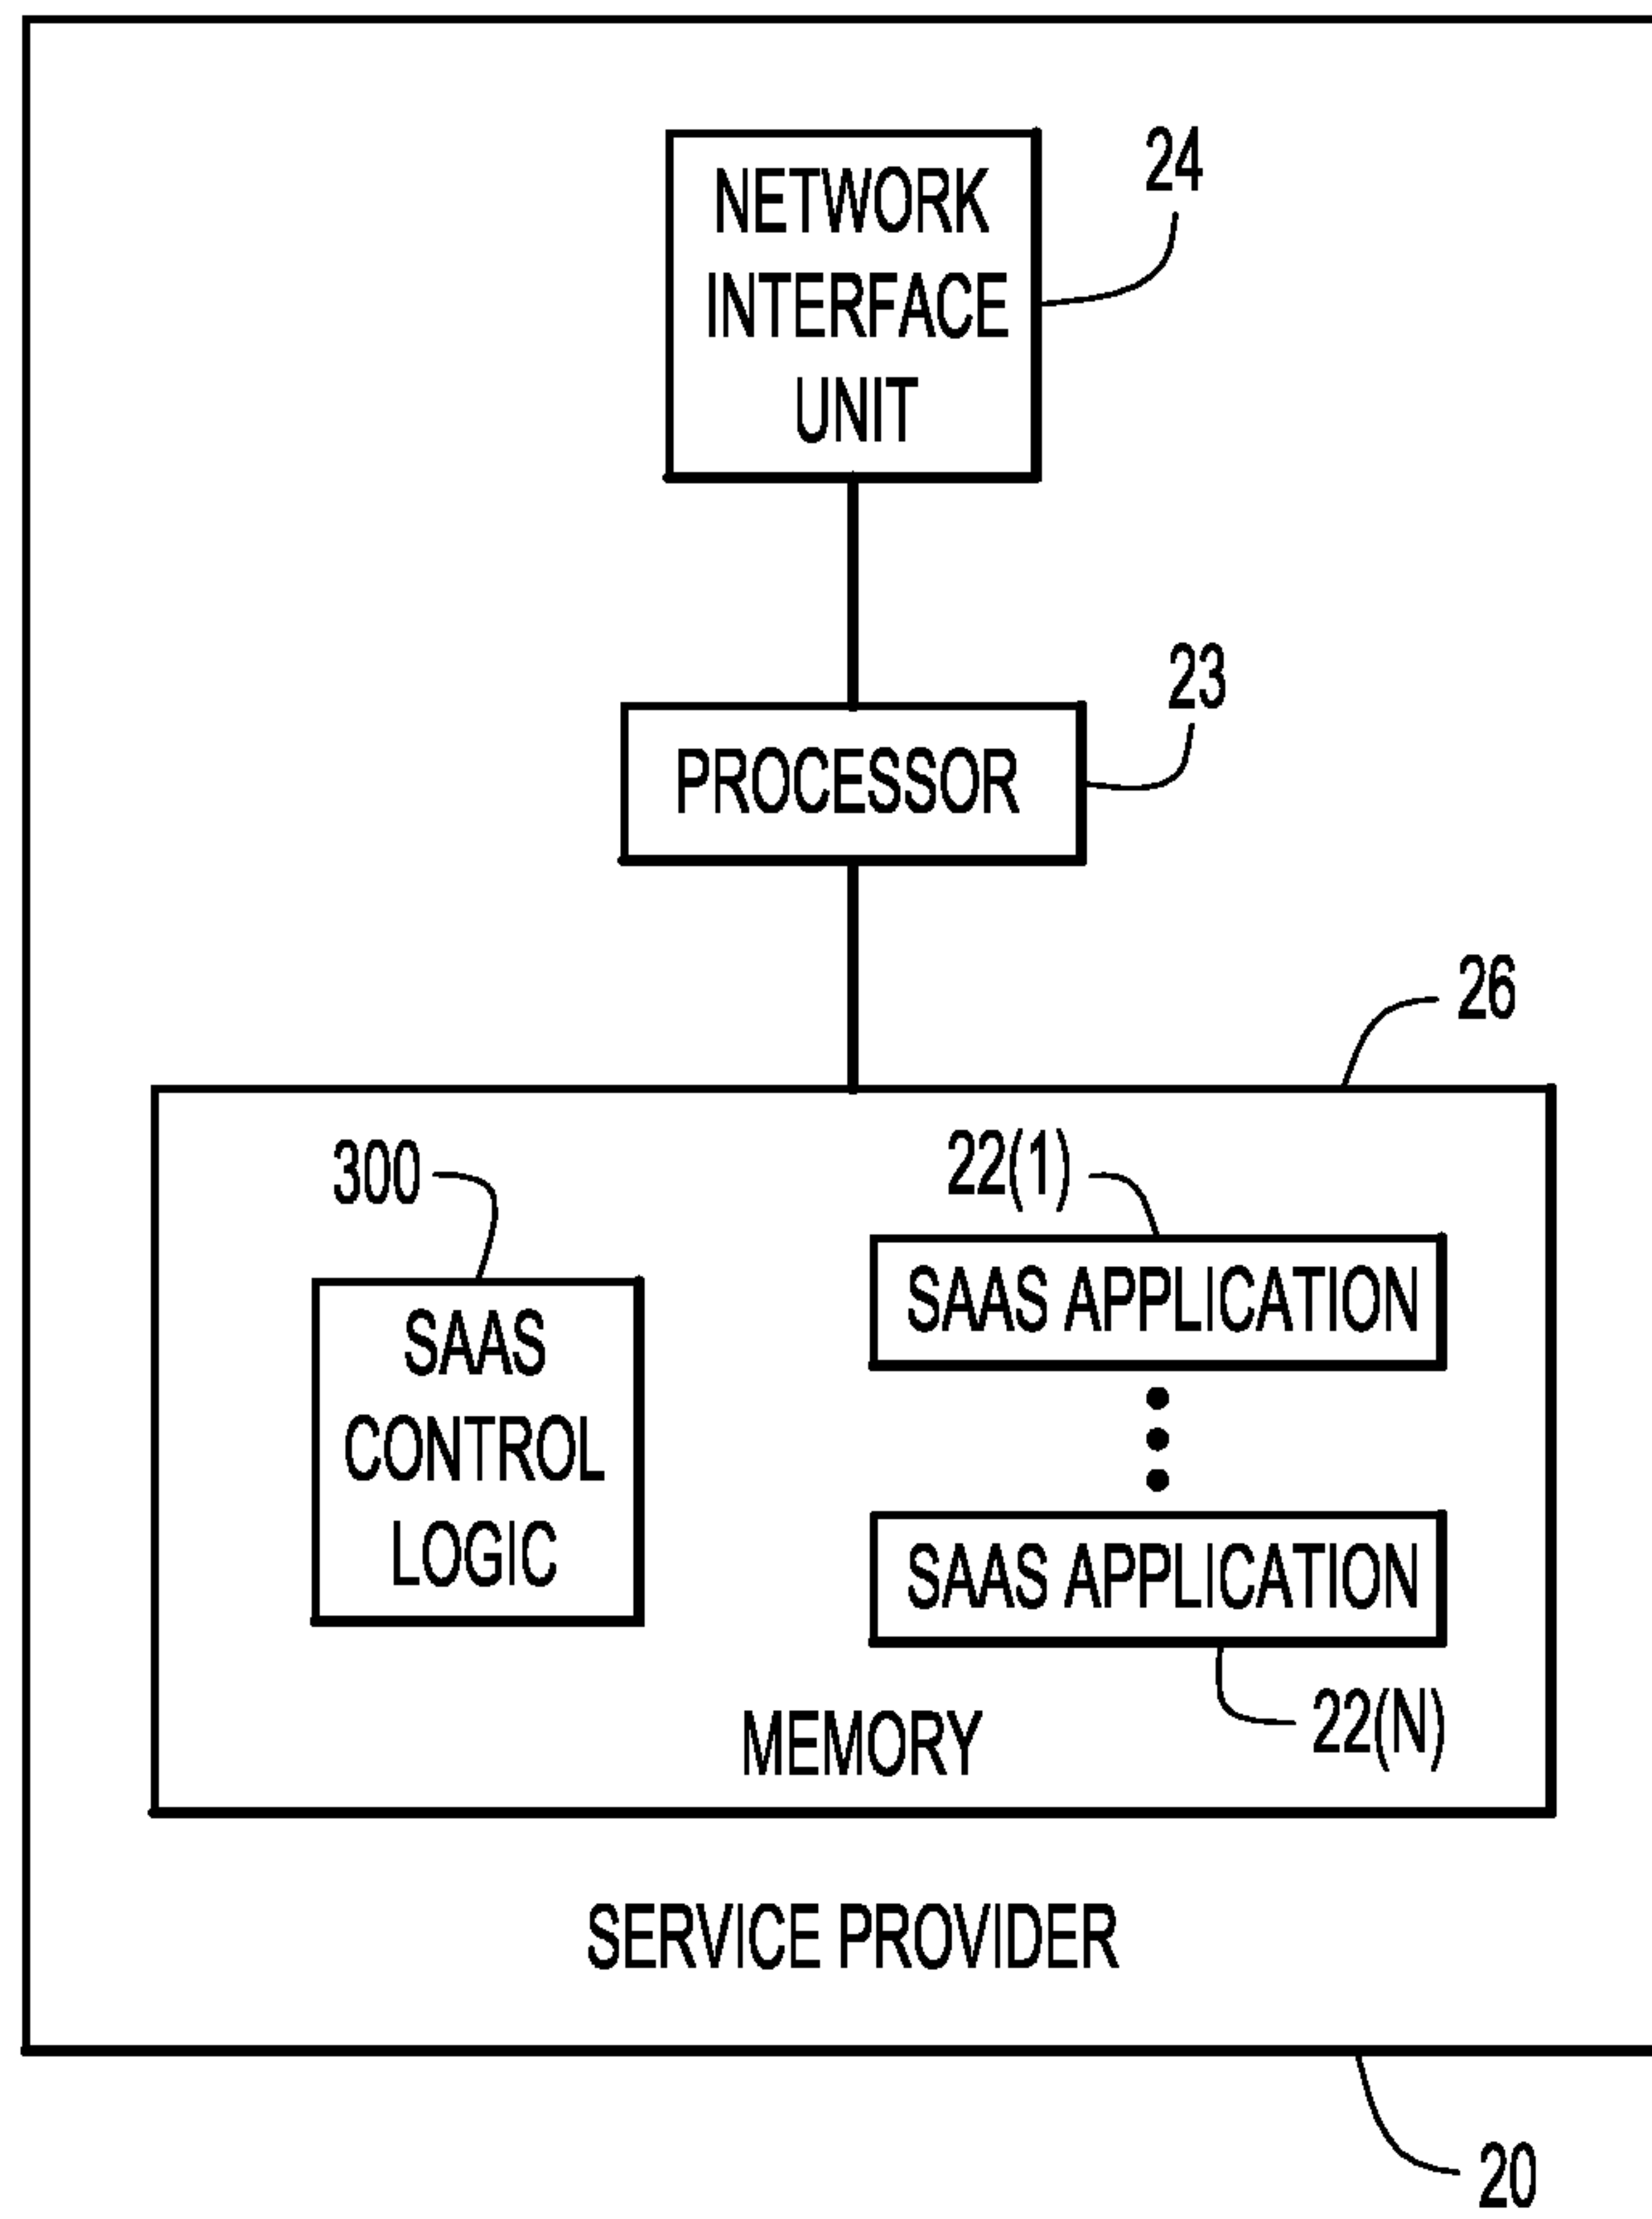 24
NETWORK
INTERFACE
UNIT
23
PROCESSOR
26
300
22(1)
SAAS
CONTROL
LOGIC
SAAS APPLICATION
SAAS APPLICATION
22(N)
MEMORY
SERVICE PROVIDER
20